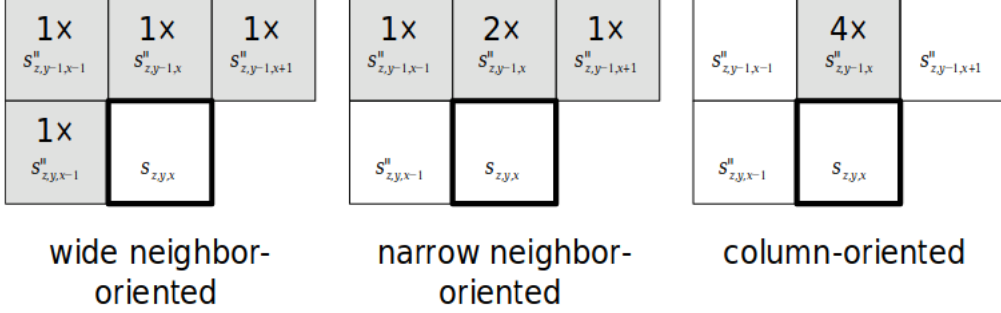 1x 1x 1x
s"z,y−1,x−1 s"z,y−1,x s"z,y−1,x+1
1x
s"z,y,x−1 sz,y,x
wide neighbor-
oriented
1x 2x 1x
s"z,y−1,x−1 s"z,y−1,x s"z,y−1,x+1
s"z,y,x−1 sz,y,x
narrow neighbor-
oriented
4x
s"z,y−1,x−1 s"z,y−1,x s"z,y−1,x+1
s"z,y,x−1 sz,y,x
column-oriented